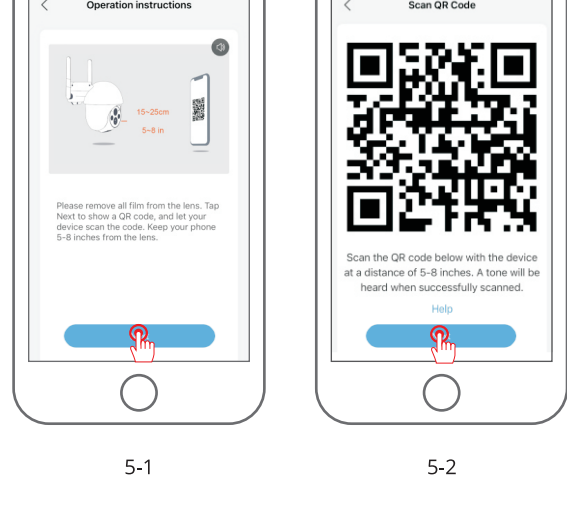 Operation instructions
15~25cm
5~8 in
Please remove all film from the lens. Tap
Next to show a QR code, and let your
device scan the code. Keep your phone
5-8 inches from the lens.
5-1
Scan QR Code
Scan the QR code below with the device
at a distance of 5-8 inches. A tone will be
heard when successfully scanned.
Help
5-2